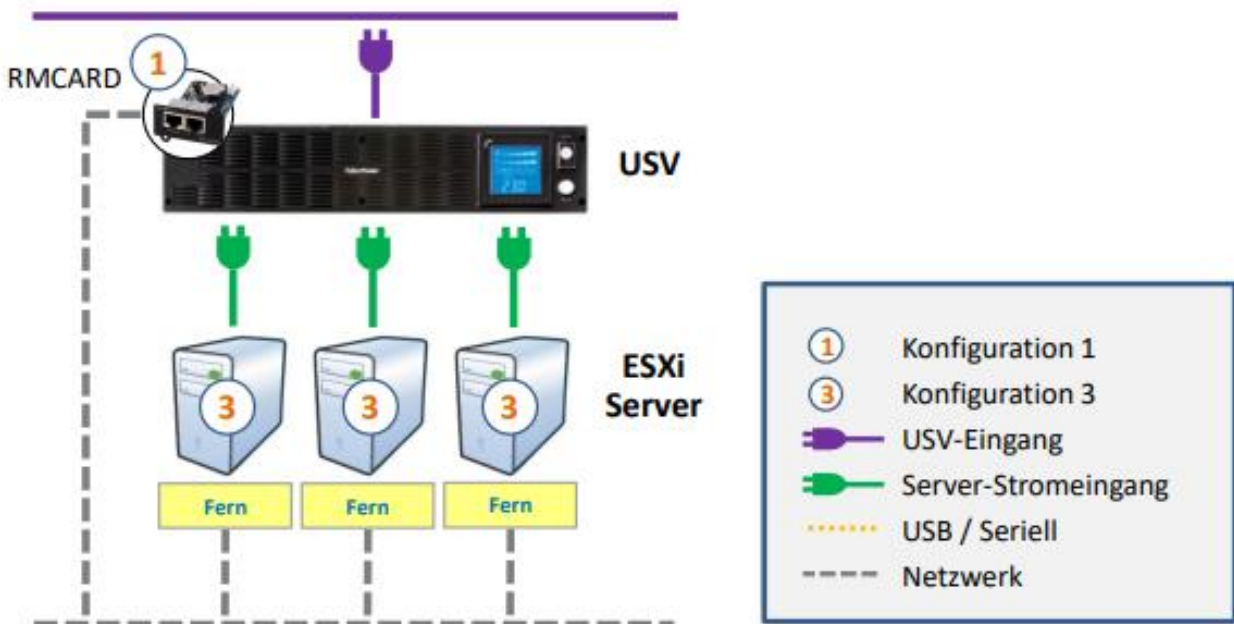 RMCARD
1
USV
ESXi
Server
3
3
3
Fern
Fern
Fern
1 Konfiguration 1
3 Konfiguration 3
USV-Eingang
Server-Stromeingang
USB / Seriell
Netzwerk